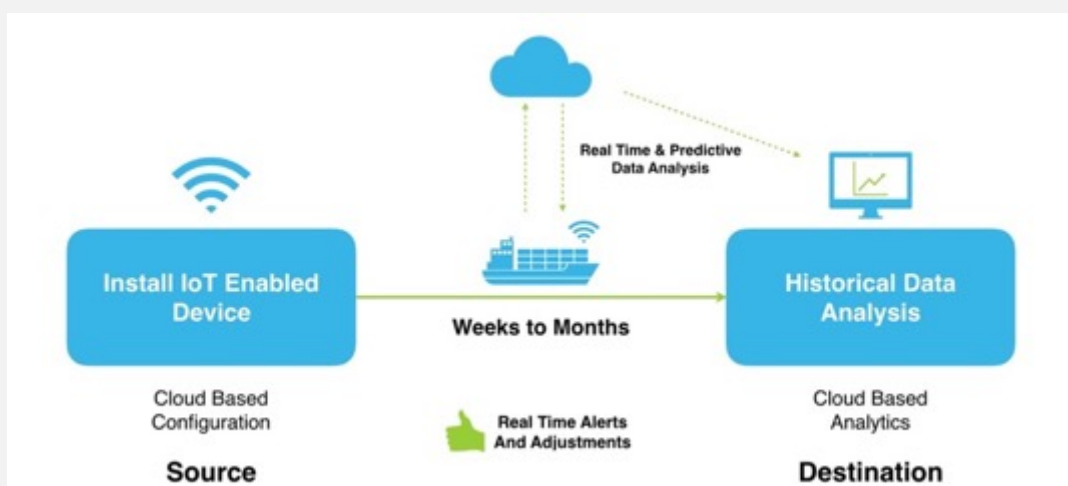 Real Time & Predictive
Data Analysis
Install IoT Enabled
Device
Historical Data
Analysis
Weeks to Months
Cloud Based
Configuration
Real Time Alerts
And Adjustments
Cloud Based
Analytics
Source
Destination